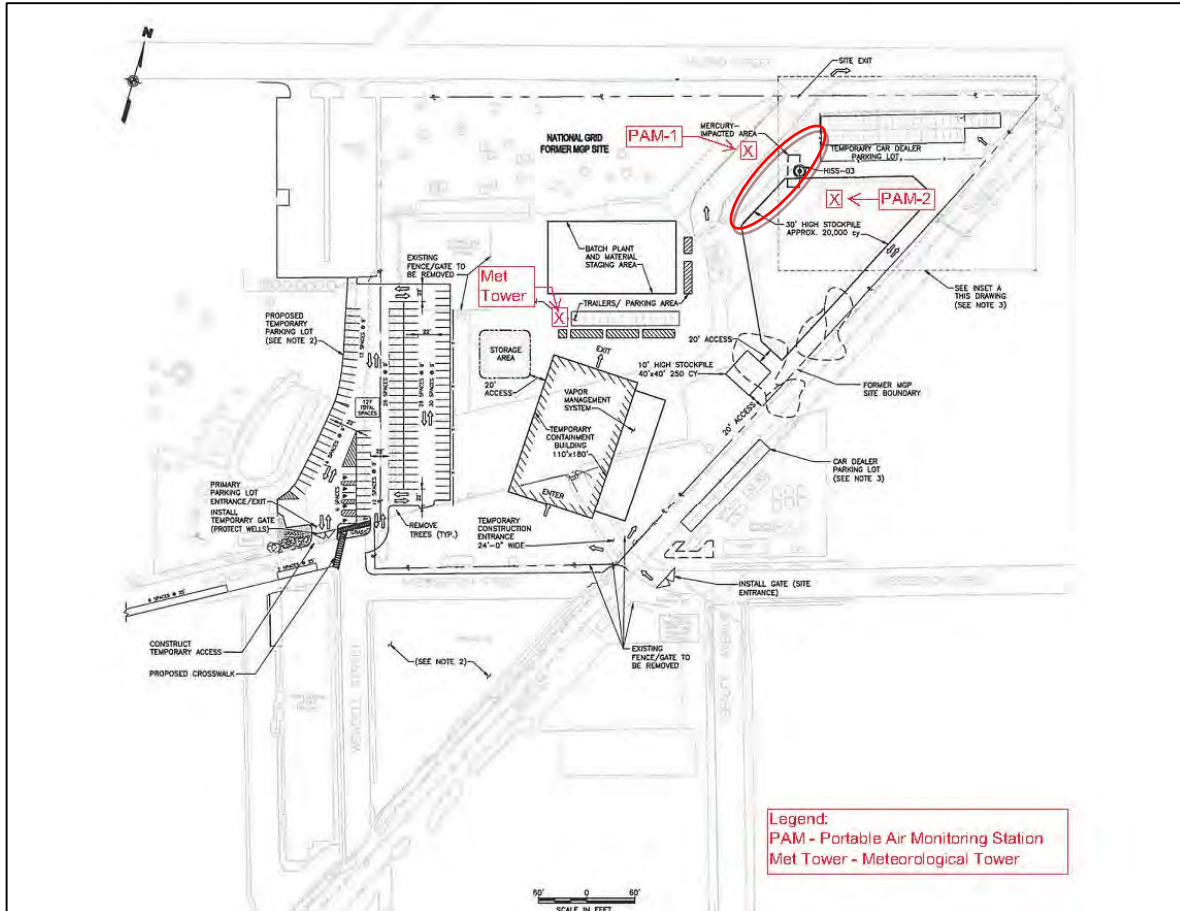 N
SITE EXIT
MERCURY-
IMPACTED AREA
NATIONAL GRID
FORMER MGP SITE
PAM-1
TEMPORARY CAR DEALER
PARKING LOT
HISS-03
PAM-2
30' HIGH STOCKPILE
APPROX. 20,000 cy
BATCH PLANT
AND MATERIAL
STAGING AREA
EXISTING
FENCE/GATE TO
BE REMOVED
Met
Tower
TRAILERS/ PARKING AREA
SEE INSET A
THIS DRAWING
(SEE NOTE 3)
PROPOSED
TEMPORARY
PARKING LOT
(SEE NOTE 2)
STORAGE
AREA
20'
ACCESS
EXIT
20' ACCESS
10' HIGH STOCKPILE
40'x40' 250 CY
VAPOR
MANAGEMENT
SYSTEM
FORMER MGP
SITE BOUNDARY
127
TOTAL
SPACES
TEMPORARY
CONTAINMENT
BUILDING
110'x180'
20' ACCESS
CAR DEALER
PARKING LOT
(SEE NOTE 3)
PRIMARY
PARKING LOT
ENTRANCE/EXIT
INSTALL
TEMPORARY GATE
(PROTECT WELLS)
ENTER
REMOVE
TREES (TYP.)
TEMPORARY
CONSTRUCTION
ENTRANCE
24'-0" WIDE
INSTALL GATE (SITE
ENTRANCE)
CONSTRUCT
TEMPORARY ACCESS
PROPOSED CROSSWALK
(SEE NOTE 2)
EXISTING
FENCE/GATE TO
BE REMOVED
WENDELL STREET
Legend:
PAM - Portable Air Monitoring Station
Met Tower - Meteorological Tower
60' 0 60'
SCALE IN FEET